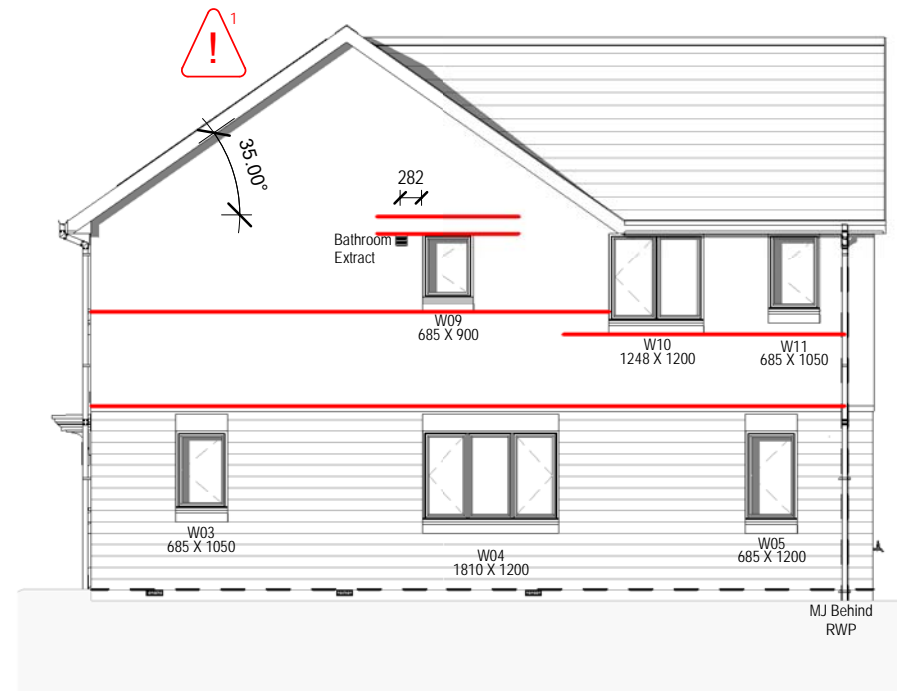 1
!
35.00°
282
Bathroom
Extract
W09
685 X 900
W10
1248 X 1200
W11
685 X 1050
W03
685 X 1050
W04
1810 X 1200
W05
685 X 1200
MJ Behind
RWP